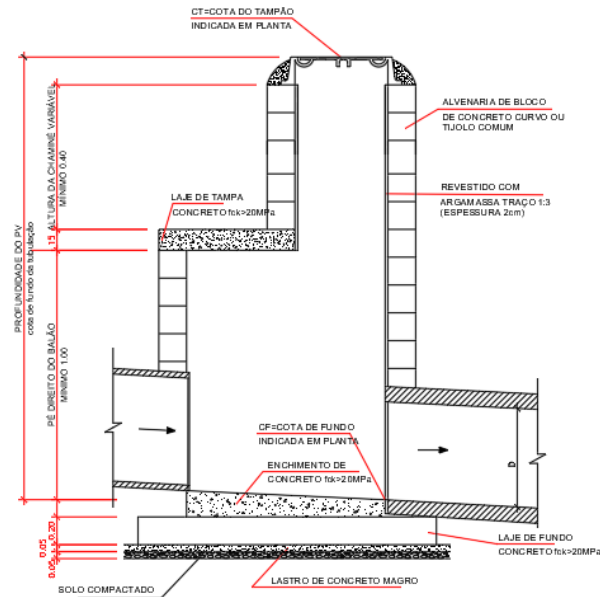 CT=COTA DO TAMPÃO
INDICADA EM PLANTA
ALVENARIA DE BLOCO
DE CONCRETO CURVO OU
TIJOLO COMUM
REVESTIDO COM
ARGAMASSA TRAÇO 1:3
(ESPESSURA 2cm)
LAJE DE TAMPA
CONCRETO fck>20MPa
PROFUNDIDADE DO PV
cota de fundo da tubulação
ALTURA DA CHAMINÉ VARIÁVEL
MÍNIMO 0.40
15
PÉ DIREITO DO BALÃO
MINIMO 1.00
CF=COTA DE FUNDO
INDICADA EM PLANTA
D
ENCHIMENTO DE
CONCRETO fck>20MPa
0.20
0.05
0.05
LAJE DE FUNDO
CONCRETO fck>20MPa
LASTRO DE CONCRETO MAGRO
SOLO COMPACTADO